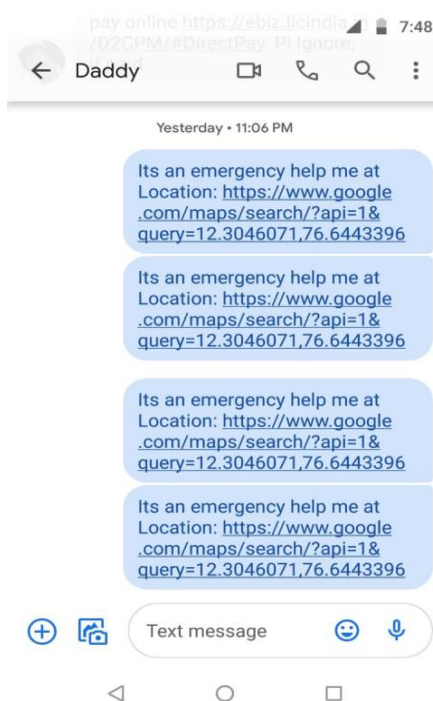 pay online https://ebiz.licindia.in
/D2CPM/#DirectPay. Pl Ignore,
if paid
7:48
Daddy
Yesterday • 11:06 PM
Its an emergency help me at
Location: https://www.google
.com/maps/search/?api=1&
query=12.3046071,76.6443396
Its an emergency help me at
Location: https://www.google
.com/maps/search/?api=1&
query=12.3046071,76.6443396
Its an emergency help me at
Location: https://www.google
.com/maps/search/?api=1&
query=12.3046071,76.6443396
Its an emergency help me at
Location: https://www.google
.com/maps/search/?api=1&
query=12.3046071,76.6443396
Text message